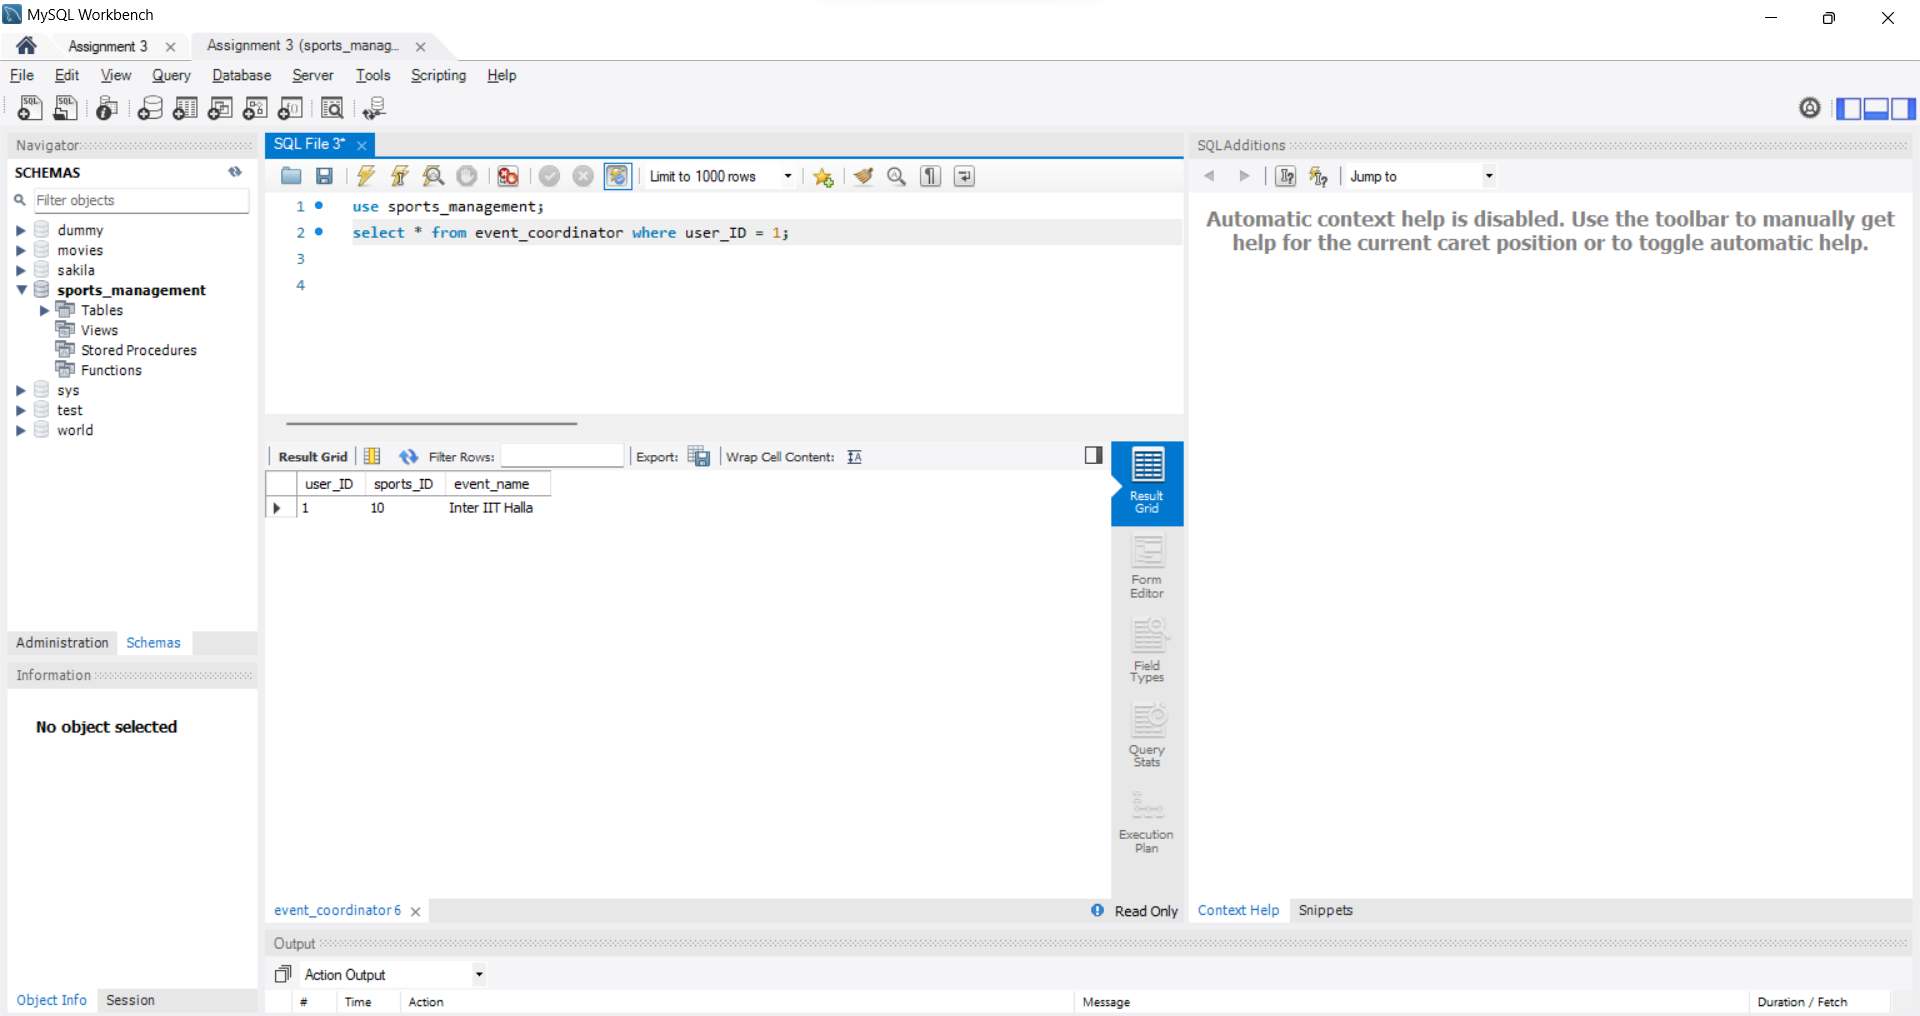 MySQL Workbench
Assignment 3
Assignment 3 (sports_manag...
File Edit View Query Database Server Tools Scripting Help
Navigator
SCHEMAS
Filter objects
dummy
movies
sakila
sports_management
Tables
Views
Stored Procedures
Functions
sys
test
world
Administration Schemas
Information
No object selected
Object Info Session
SQL File 3*
Limit to 1000 rows
1 use sports_management;
2 select * from event_coordinator where user_ID = 1;
3
4
Result Grid Filter Rows: Export: Wrap Cell Content:
user_ID sports_ID event_name
1 10 Inter IIT Halla
Result
Grid
Form
Editor
Field
Types
Query
Stats
Execution
Plan
event_coordinator 6
Read Only
SQLAdditions
Jump to
Automatic context help is disabled. Use the toolbar to manually get
help for the current caret position or to toggle automatic help.
Context Help Snippets
Output
Action Output
# Time Action Message Duration / Fetch